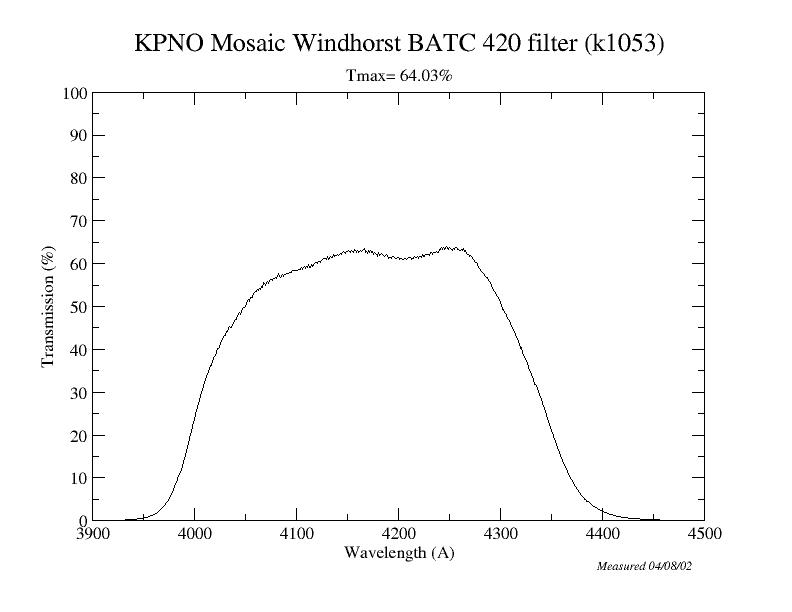 KPNO Mosaic Windhorst BATC 420 filter (k1053)
Tmax= 64.03%
100
90
80
70
60
50
40
30
20
10
0
Transmission (%)
3900 4000 4100 4200 4300 4400 4500
Wavelength (A)
Measured 04/08/02